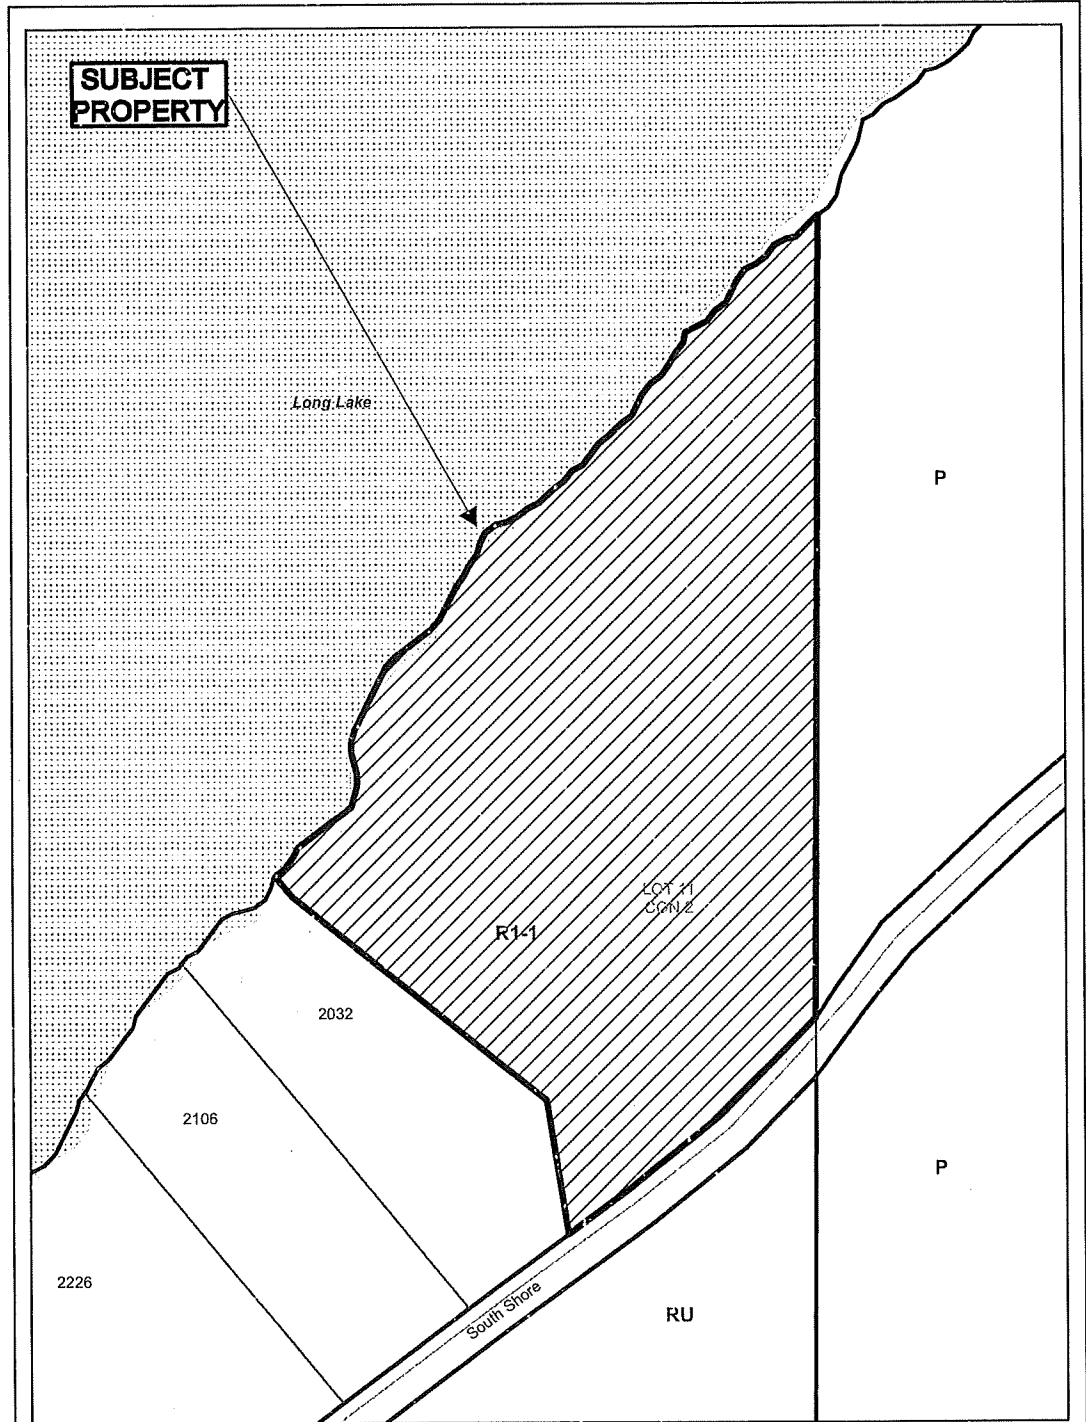 SUBJECT
PROPERTY
Long Lake
P
LOT 11
CON 2
R1-1
2032
2106
P
2226
South Shore
RU